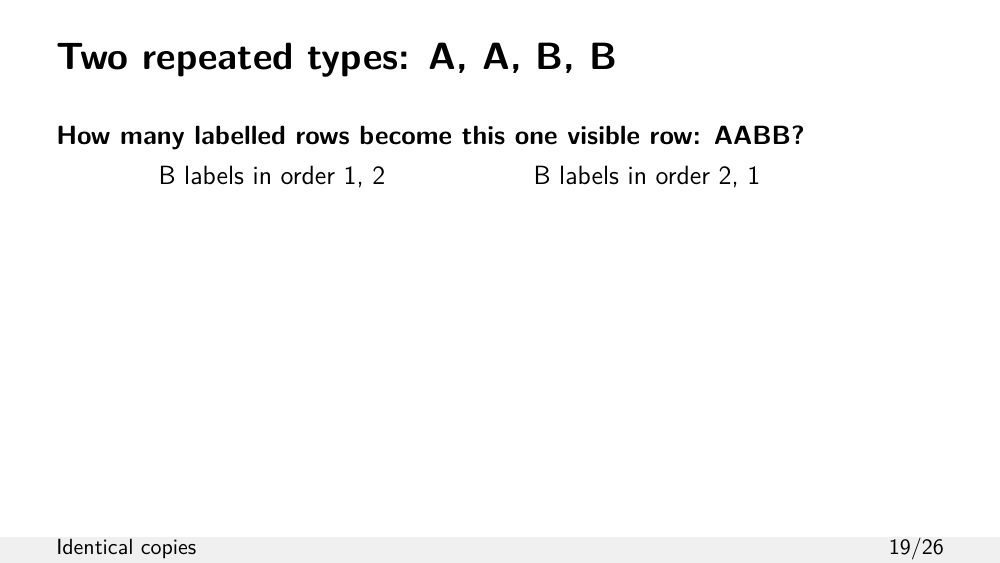 Two repeated types: A, A, B, B
How many labelled rows become this one visible row: AABB?
B labels in order 1, 2 B labels in order 2, 1
Identical copies 19/26